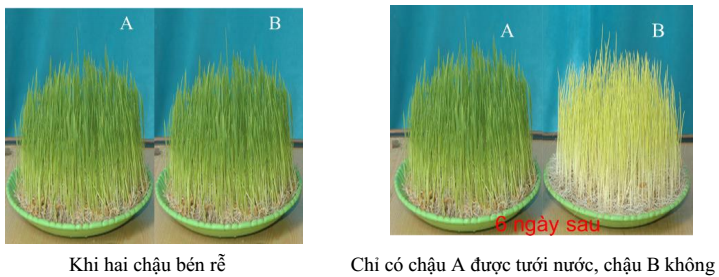 A B
A B
6 ngày sau
Khi hai chậu bén rễ
Chỉ có chậu A được tưới nước, chậu B không